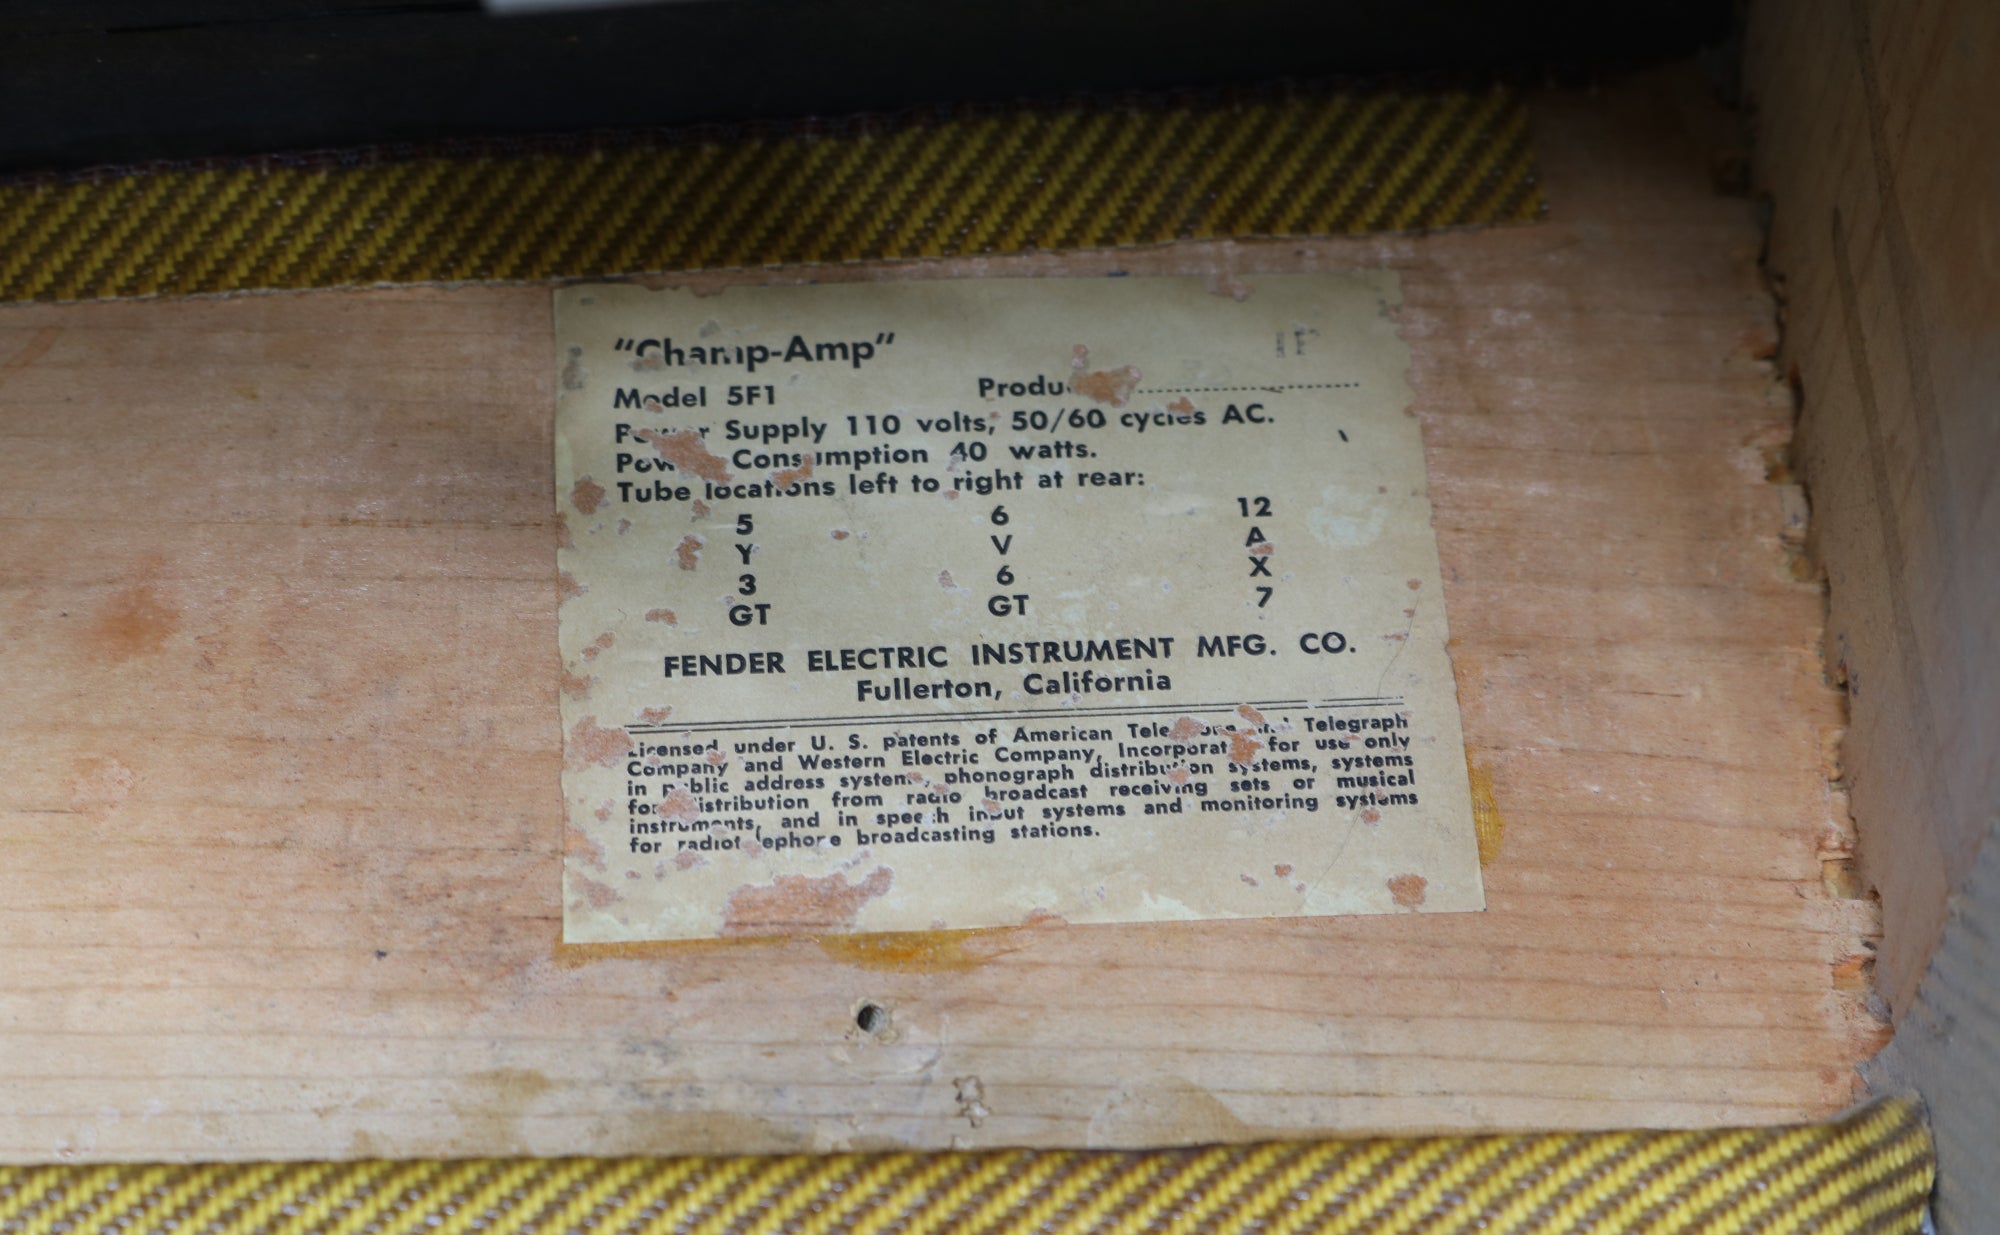 "Champ-Amp"
Model 5F1
Power Supply 110 volts, 50/60 cycles AC.
Consumption 40 watts.
Tube locations left to right at rear:
5 6 12
Y V A
3 6 X
GT GT 7
FENDER ELECTRIC INSTRUMENT MFG. CO.
Fullerton, California
Licensed under U. S. patents of American Telegraph
Company and Western Electric Company, for use only
in public address systems, phonograph distribution systems, systems
for distribution from radio broadcast receiving sets or musical
instruments, and in speech input systems and monitoring systems
for radiotelephone broadcasting stations.